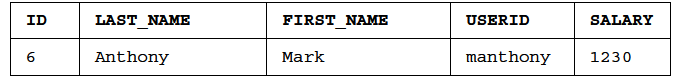 ID LAST_NAME FIRST_NAME USERID SALARY
6 Anthony Mark manthony 1230